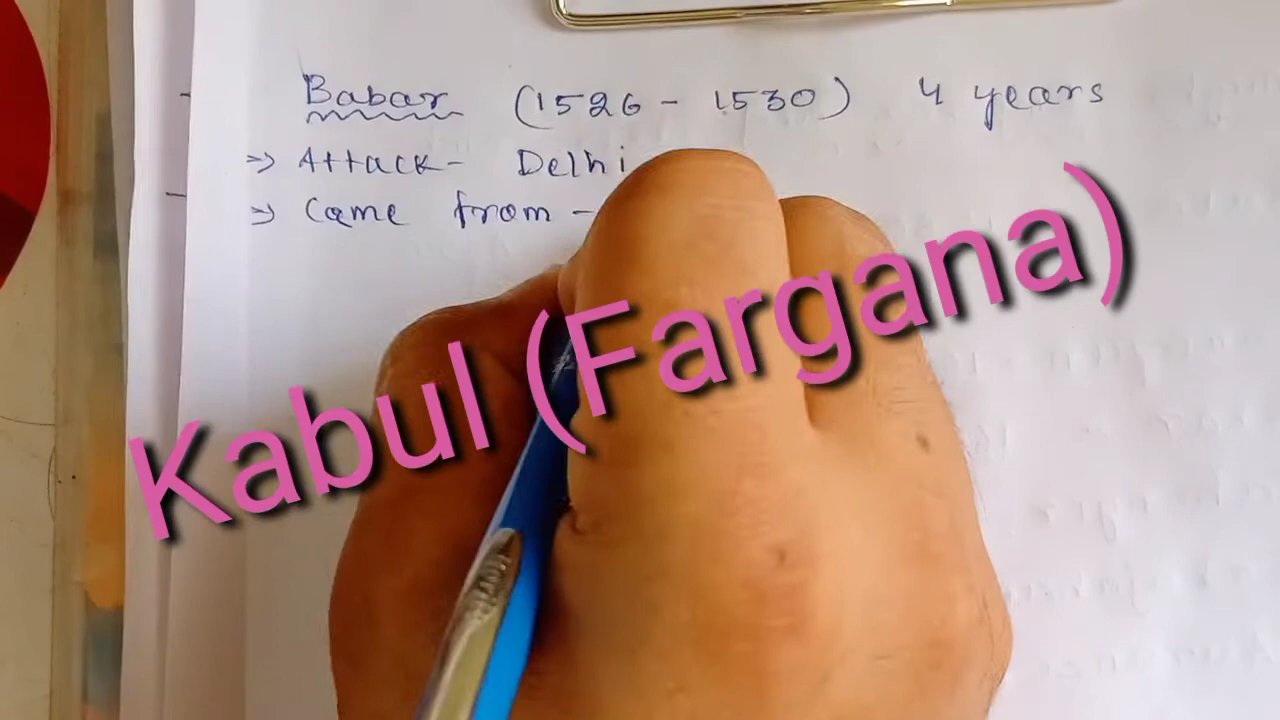 Babar (1526 - 1530) 4 years
=> Attack - Delhi
=> Came from -
Kabul (Fargana)